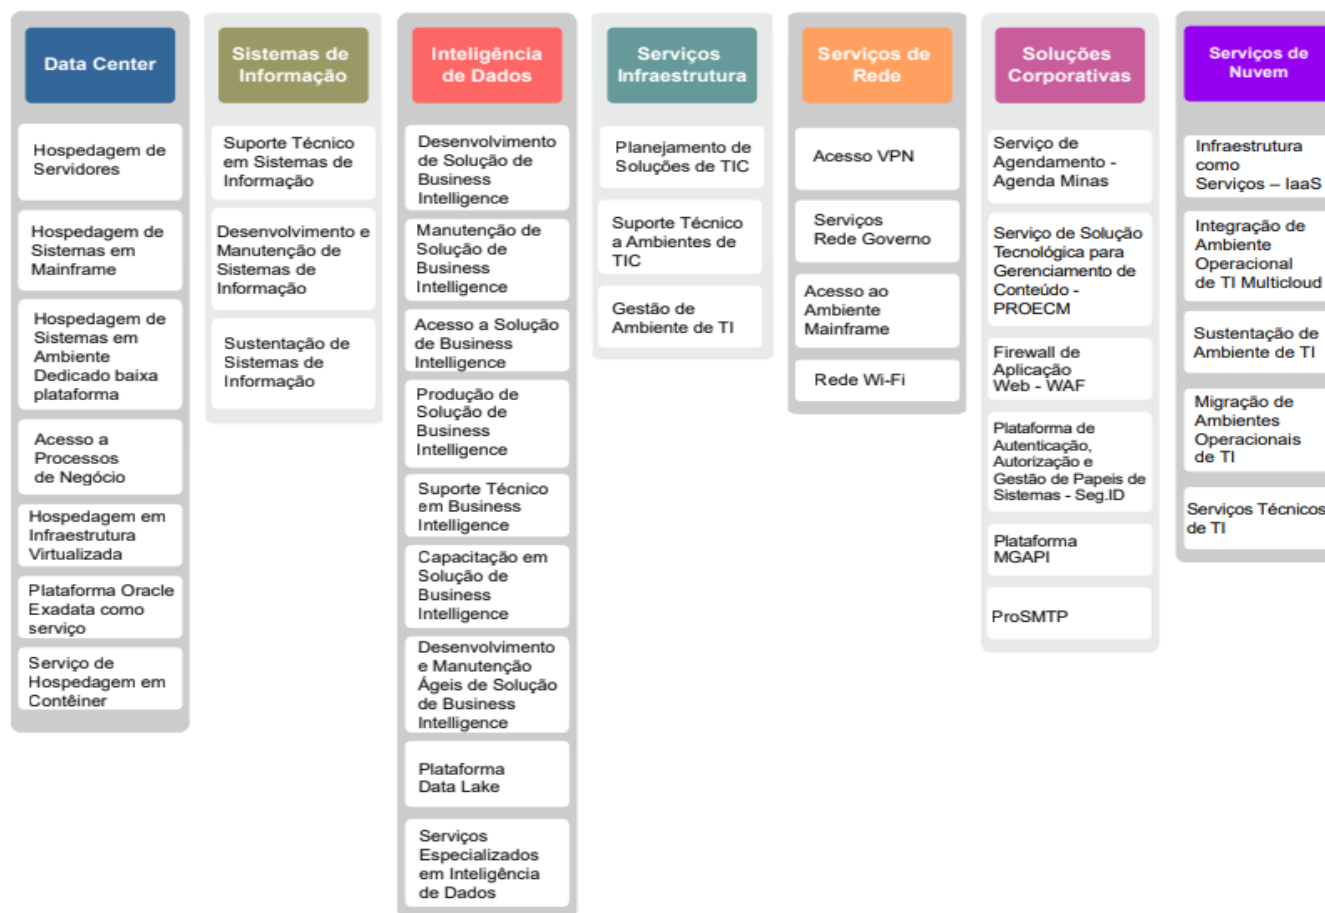 Data Center
Hospedagem de
Servidores
Hospedagem de
Sistemas em
Mainframe
Hospedagem de
Sistemas em
Ambiente
Dedicado baixa
plataforma
Acesso a
Processos
de Negócio
Hospedagem em
Infraestrutura
Virtualizada
Plataforma Oracle
Exadata como
serviço
Serviço de
Hospedagem em
Contêiner
Sistemas de
Informação
Suporte Técnico
em Sistemas de
Informação
Desenvolvimento e
Manutenção de
Sistemas de
Informação
Sustentação de
Sistemas de
Informação
Inteligência
de Dados
Desenvolvimento
de Solução de
Business
Intelligence
Manutenção de
Solução de
Business
Intelligence
Acesso a Solução
de Business
Intelligence
Produção de
Solução de
Business
Intelligence
Suporte Técnico
em Business
Intelligence
Capacitação em
Solução de
Business
Intelligence
Desenvolvimento
e Manutenção
Ágeis de Solução
de Business
Intelligence
Plataforma
Data Lake
Serviços
Especializados
em Inteligência
de Dados
Serviços
Infraestrutura
Planejamento de
Soluções de TIC
Suporte Técnico
a Ambientes de
TIC
Gestão de
Ambiente de TI
Serviços de
Rede
Acesso VPN
Serviços
Rede Governo
Acesso ao
Ambiente
Mainframe
Rede Wi-Fi
Soluções
Corporativas
Serviço de
Agendamento -
Agenda Minas
Serviço de Solução
Tecnológica para
Gerenciamento de
Conteúdo -
PROECM
Firewall de
Aplicação
Web - WAF
Plataforma de
Autenticação,
Autorização e
Gestão de Papeis de
Sistemas - Seg.ID
Plataforma
MGAPI
ProSMTP
Serviços de
Nuvem
Infraestrutura
como
Serviços – IaaS
Integração de
Ambiente
Operacional
de TI Multicloud
Sustentação de
Ambiente de TI
Migração de
Ambientes
Operacionais
de TI
Serviços Técnicos
de TI